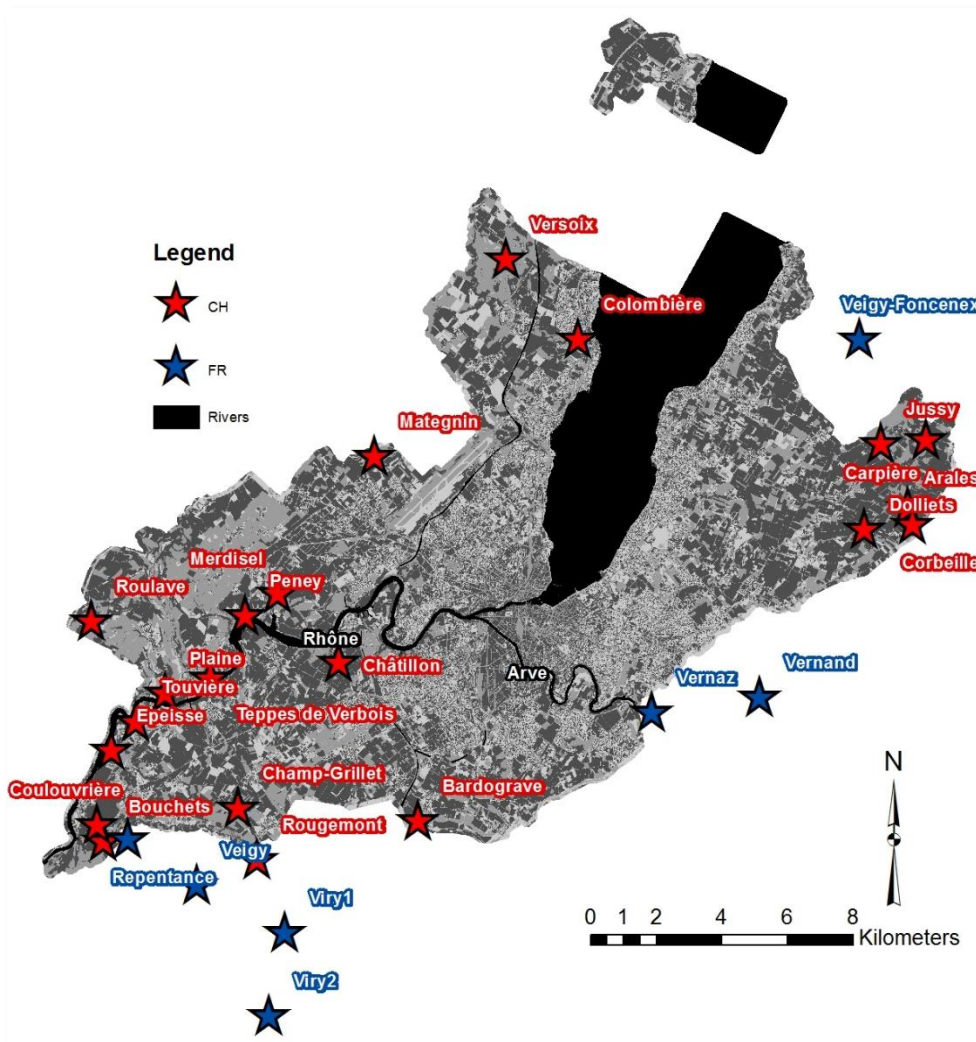 Versoix
Legend
CH
FR
Rivers
Colombière
Veigy-Foncenex
Mategnin
Jussy
Carpière
Arales
Dolliets
Corbeille
Merdisel
Roulave
Peney
Rhône
Plaine
Châtillon
Arve
Vernaz
Vernand
Touvière
Epeisse
Teppes de Verbois
Champ-Grillet
Coulouvrière
Bouchets
Bardograve
Rougemont
Veigy
Repentance
Viry1
Viry2
N
0 1 2 4 6 8
Kilometers